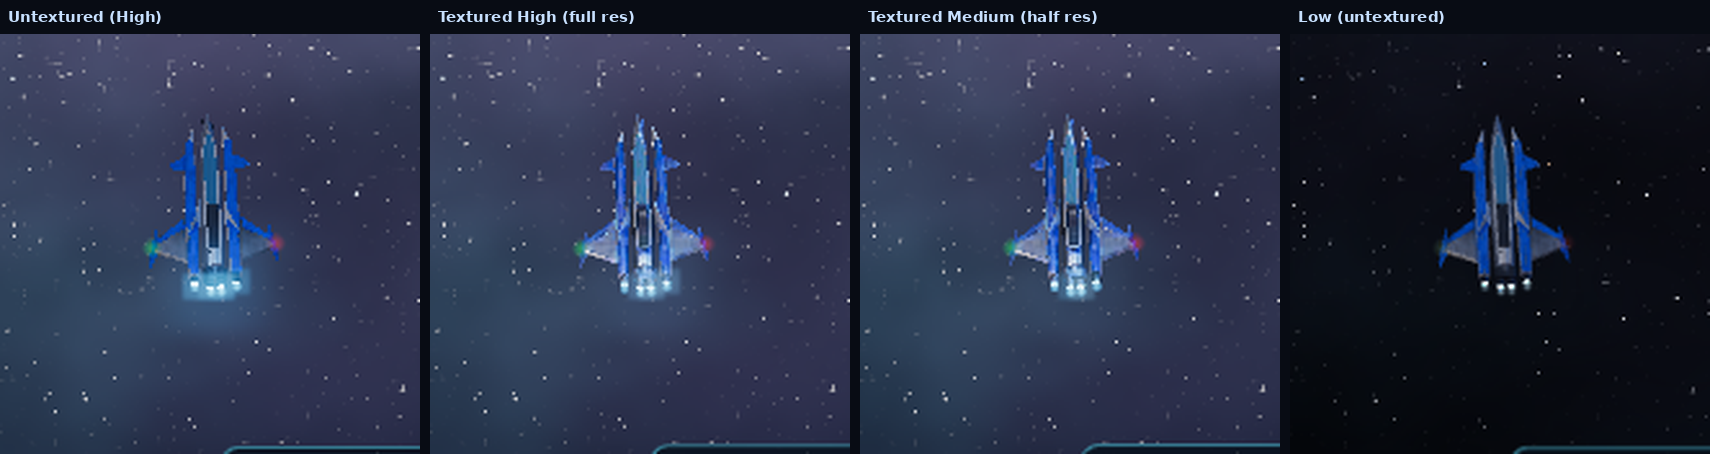 Untextured (High)
Textured High (full res)
Textured Medium (half res)
Low (untextured)